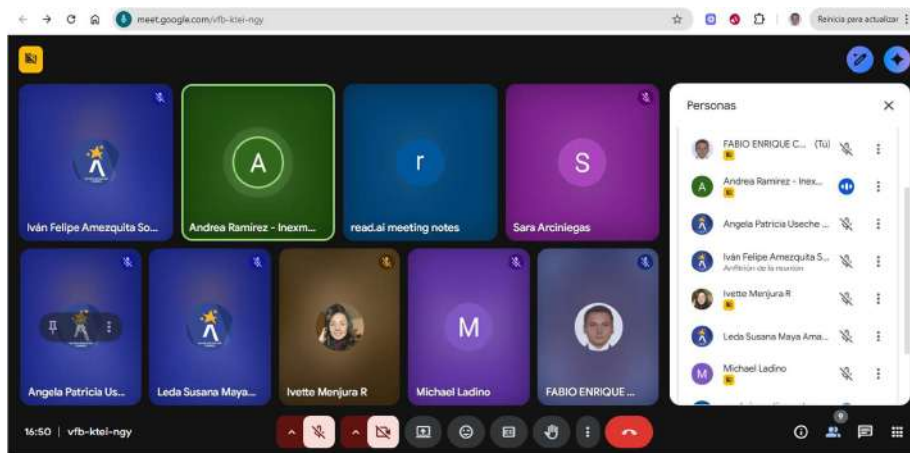 meet.google.com/vfb-ktei-ngy
Reinicia para actualizar
A
r
S
Iván Felipe Amezquita So...
Andrea Ramirez - Inexm...
read.ai meeting notes
Sara Arciniegas
M
Angela Patricia Us...
Leda Susana Maya...
Ivette Menjura R
Michael Ladino
FABIO ENRIQUE ...
Personas
FABIO ENRIQUE C... (Tú)
A
Andrea Ramirez - Inex...
Angela Patricia Useche ...
Iván Felipe Amezquita S...
Anfitrión de la reunión
Ivette Menjura R
Leda Susana Maya Ama...
M
Michael Ladino
16:50 | vfb-ktei-ngy
9